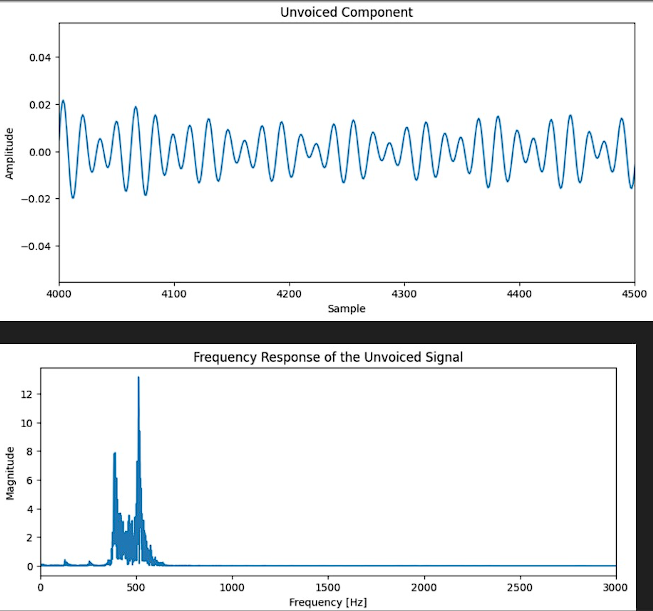 Unvoiced Component
Amplitude
0.04
0.02
0.00
−0.02
−0.04
4000 4100 4200 4300 4400 4500
Sample
Frequency Response of the Unvoiced Signal
Magnitude
12
10
8
6
4
2
0
0 500 1000 1500 2000 2500 3000
Frequency [Hz]